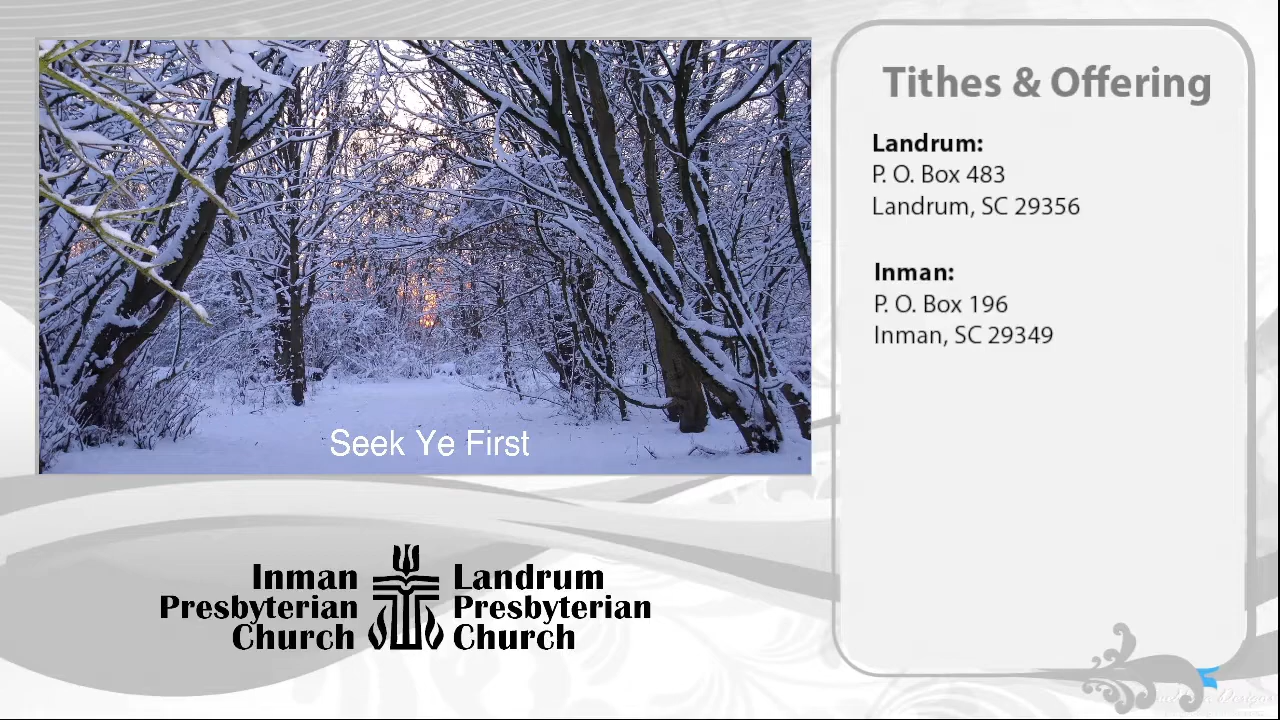 Seek Ye First
Inman
Presbyterian
Church
Landrum
Presbyterian
Church
Tithes & Offering
Landrum:
P. O. Box 483
Landrum, SC 29356
Inman:
P. O. Box 196
Inman, SC 29349